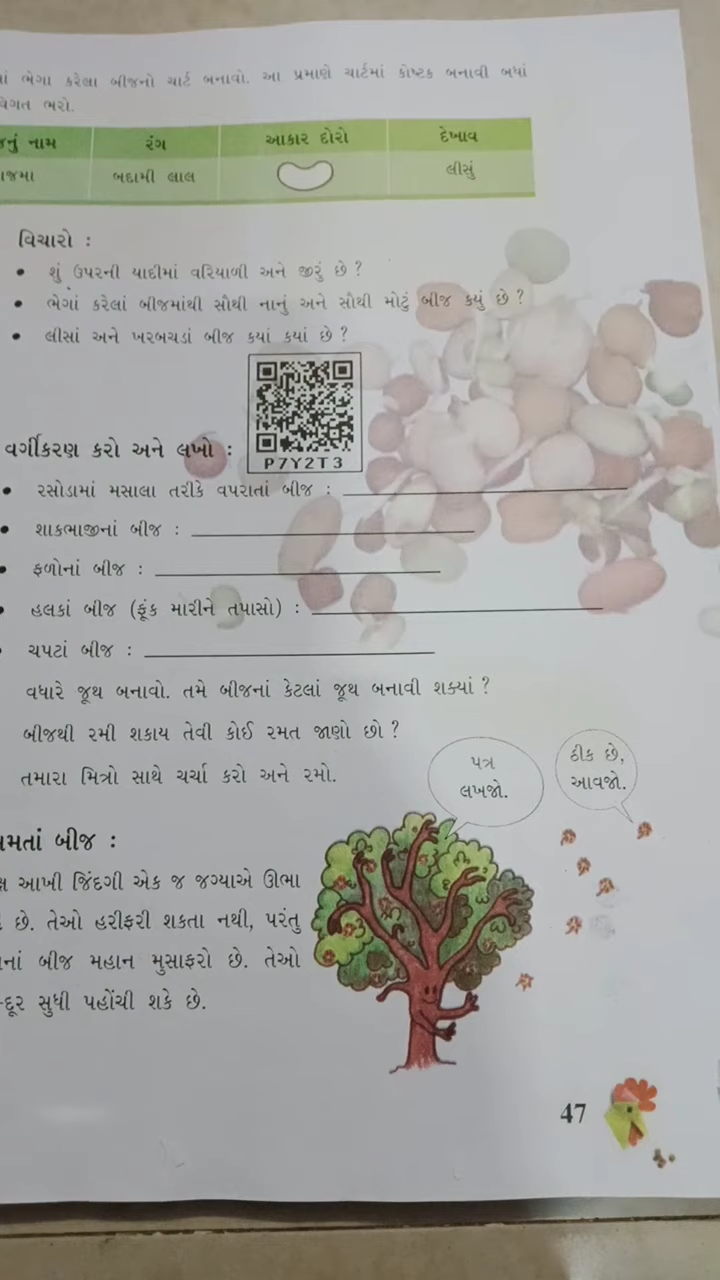 ભેગા કરેલા બીજનો ચાર્ટ બનાવો. આ પ્રમાણે ચાર્ટમાં કોષ્ટક બનાવી બધાં
ભરો.
નામ રંગ આકાર દોરો દેખાવ
બદામી લાલ લીસું
વિચારો :
• શું ઉપરની યાદીમાં વરિયાળી અને જીરું છે ?
• ભેગાં કરેલાં બીજમાંથી સૌથી નાનું અને સૌથી મોટું બીજ કયું છે ?
• લીસાં અને ખરબચડાં બીજ કયાં કયાં છે ?
P7Y2T3
વર્ગીકરણ કરો અને લખો :
• રસોડામાં મસાલા તરીકે વપરાતાં બીજ :
• શાકભાજીનાં બીજ :
• ફળોનાં બીજ :
• હલકાં બીજ (ફૂંક મારીને તપાસો) :
• ચપટાં બીજ :
વધારે જૂથ બનાવો. તમે બીજનાં કેટલાં જૂથ બનાવી શક્યાં ?
બીજથી રમી શકાય તેવી કોઈ રમત જાણો છો ?
તમારા મિત્રો સાથે ચર્ચા કરો અને રમો.
પત્ર
લખજો.
ઠીક છે,
આવજો.
બીજ :
આખી જિંદગી એક જ જગ્યાએ ઊભા
છે. તેઓ હરીફરી શકતા નથી, પરંતુ
બીજ મહાન મુસાફરો છે. તેઓ
દૂર સુધી પહોંચી શકે છે.
47